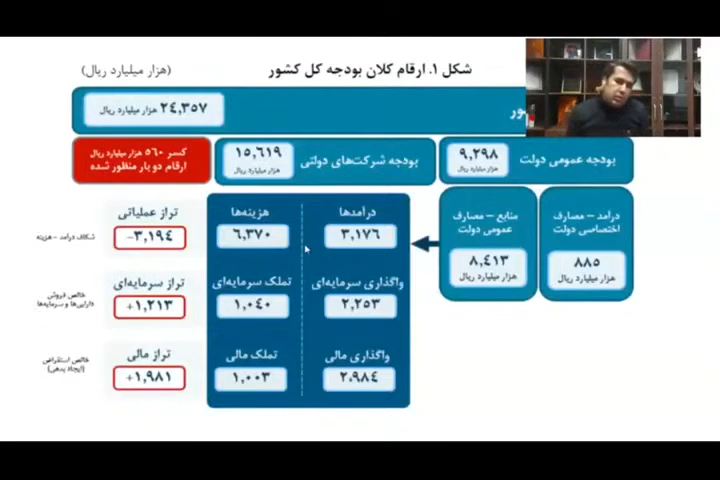 شکل ۱. ارقام کلان بودجه کل کشور
(هزار میلیارد ریال)
۲۴,۳۵۷ هزار میلیارد ریال
بودجه عمومی دولت
۹,۲۹۸
هزار میلیارد ریال
بودجه شرکت‌های دولتی
۱۵,۶۱۹
هزار میلیارد ریال
کسر ۵۶۰ هزار میلیارد ریال
ارقام دو بار منظور شده
درآمد – مصارف
اختصاصی دولت
۸۸۵
هزار میلیارد ریال
منابع – مصارف
عمومی دولت
۸,۴۱۳
هزار میلیارد ریال
درآمدها
۳,۱۷۶
هزینه‌ها
۶,۳۷۰
تراز عملیاتی
-۳,۱۹۴
شکاف درآمد – هزینه
واگذاری سرمایه‌ای
۲,۲۵۳
تملک سرمایه‌ای
۱,۰۴۰
تراز سرمایه‌ای
+۱,۲۱۳
خالص فروش
دارایی‌ها و سرمایه‌ها
واگذاری مالی
۲,۹۸۴
تملک مالی
۱,۰۰۳
تراز مالی
+۱,۹۸۱
خالص استقراض
(ایجاد بدهی)